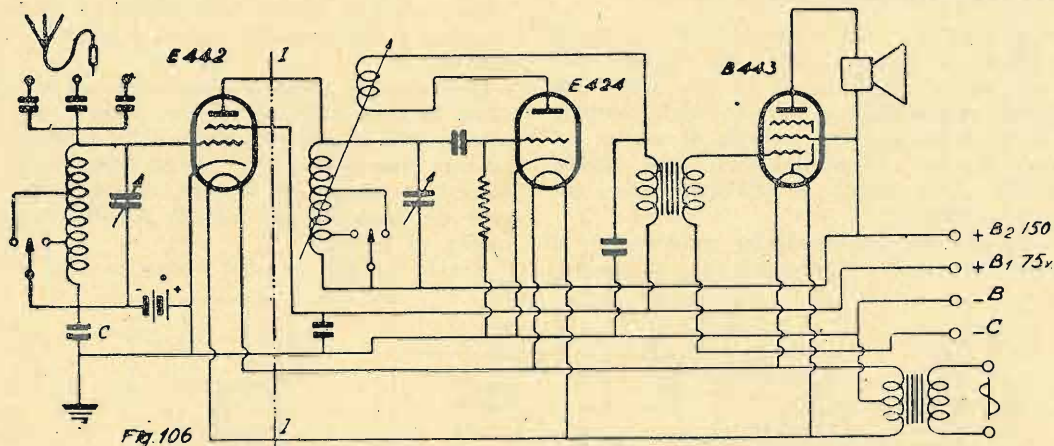 E442
I
E424
B443
+ B2 150
+ B1 75v.
- B
- C
C
- +
Fig. 106
I